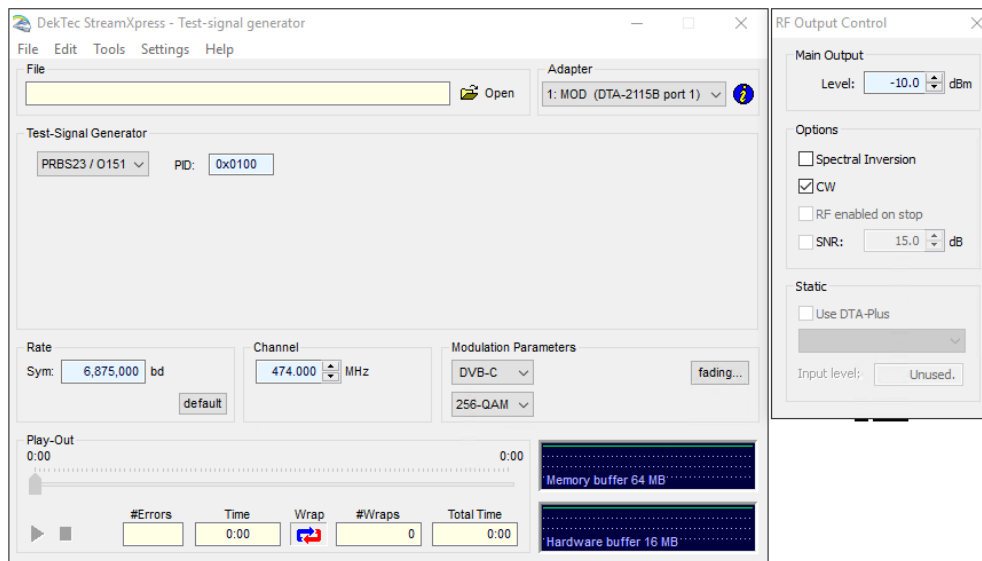 DekTec StreamXpress - Test-signal generator
File Edit Tools Settings Help
File
Open
Adapter
1: MOD (DTA-2115B port 1)
Test-Signal Generator
PRBS23 / O151 PID: 0x0100
Rate
Sym: 6,875,000 bd
default
Channel
474.000 MHz
Modulation Parameters
DVB-C
fading...
256-QAM
Play-Out
0:00 0:00
#Errors Time Wrap #Wraps Total Time
0:00 0 0:00
Memory buffer 64 MB
Hardware buffer 16 MB
RF Output Control
Main Output
Level: -10.0 dBm
Options
Spectral Inversion
CW
RF enabled on stop
SNR: 15.0 dB
Static
Use DTA-Plus
Input level: Unused.